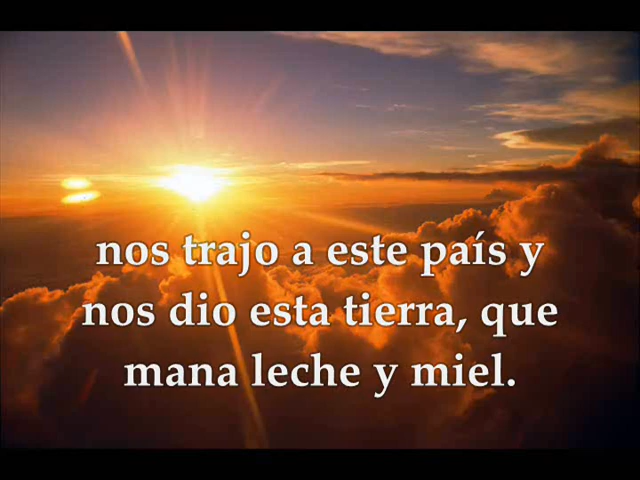 nos trajo a este país y
nos dio esta tierra, que
mana leche y miel.